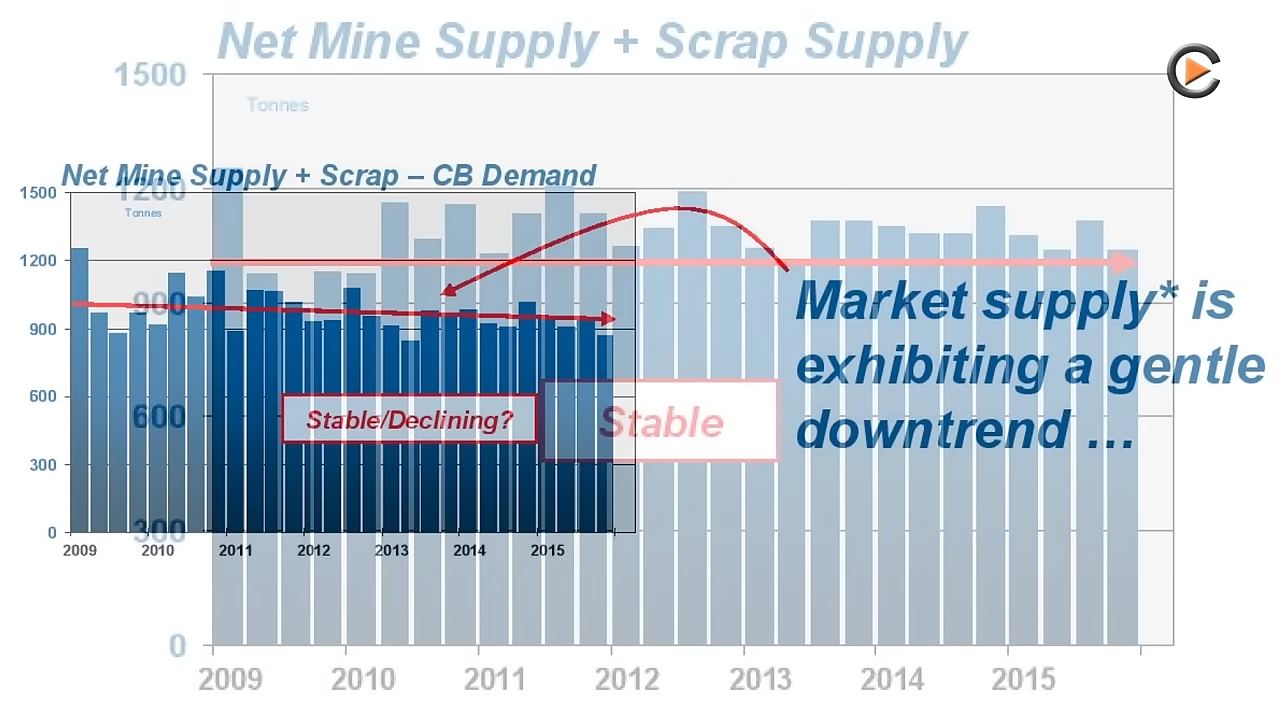 Net Mine Supply + Scrap Supply
1500
Tonnes
1200
900
600
300
0
2009 2010 2011 2012 2013 2014 2015
Stable
Net Mine Supply + Scrap – CB Demand
1500
Tonnes
1200
900
600
300
0
2009 2010 2011 2012 2013 2014 2015
Stable/Declining?
Market supply* is
exhibiting a gentle
downtrend ...